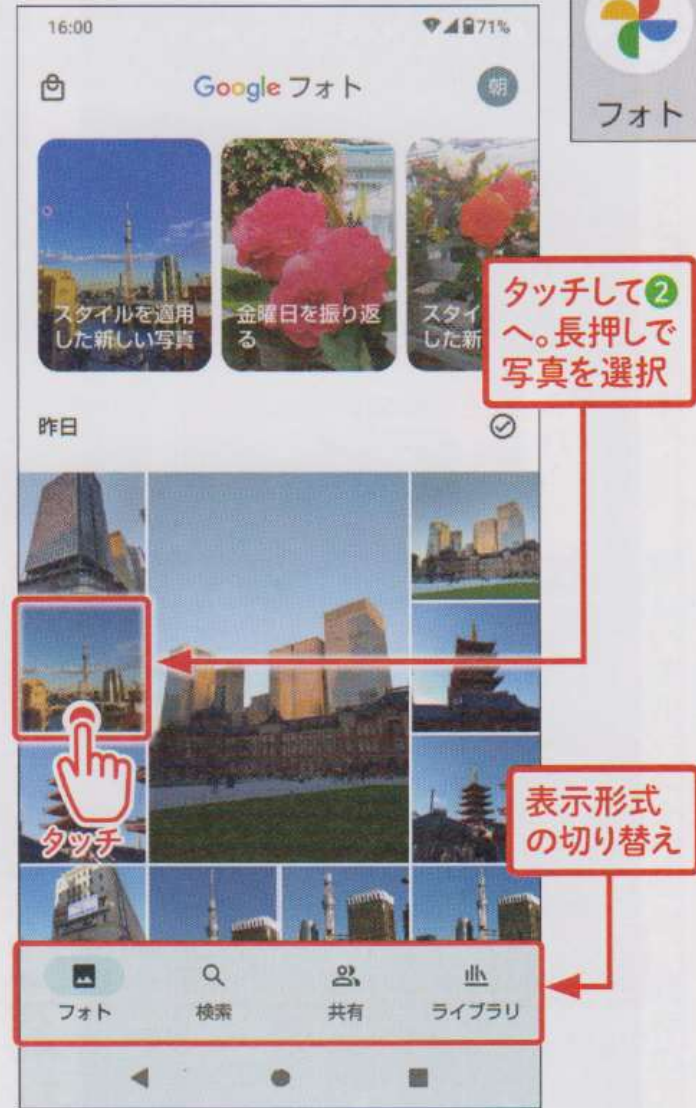 16:00
71%
フォト
Google フォト
朝
スタイルを適用
した新しい写真
金曜日を振り返
る
スタイ
した新
タッチして❷
へ。長押しで
写真を選択
昨日
タッチ
表示形式
の切り替え
フォト
検索
共有
ライブラリ